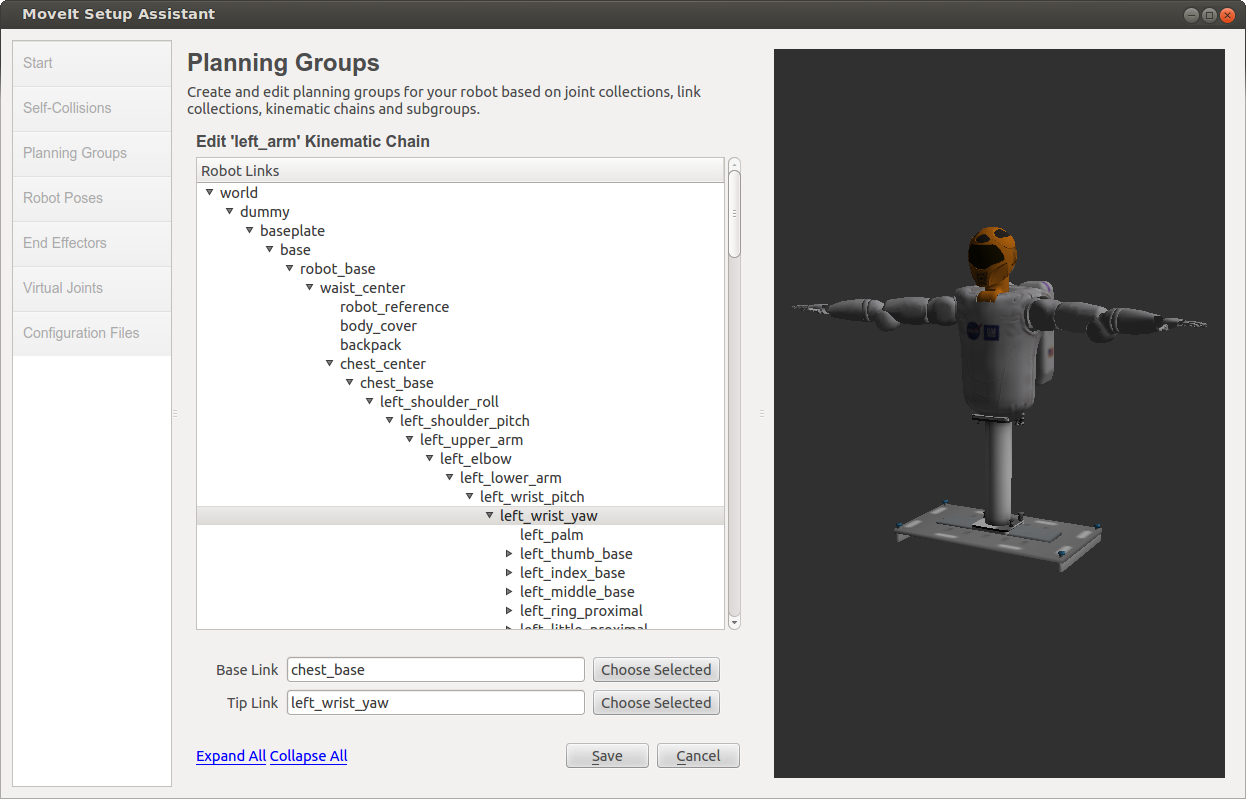 MoveIt Setup Assistant
Start
Self-Collisions
Planning Groups
Robot Poses
End Effectors
Virtual Joints
Configuration Files
Planning Groups
Create and edit planning groups for your robot based on joint collections, link
collections, kinematic chains and subgroups.
Edit 'left_arm' Kinematic Chain
Robot Links
world
dummy
baseplate
base
robot_base
waist_center
robot_reference
body_cover
backpack
chest_center
chest_base
left_shoulder_roll
left_shoulder_pitch
left_upper_arm
left_elbow
left_lower_arm
left_wrist_pitch
left_wrist_yaw
left_palm
left_thumb_base
left_index_base
left_middle_base
left_ring_proximal
left_little_proximal
Base Link chest_base Choose Selected
Tip Link left_wrist_yaw Choose Selected
Expand All Collapse All Save Cancel